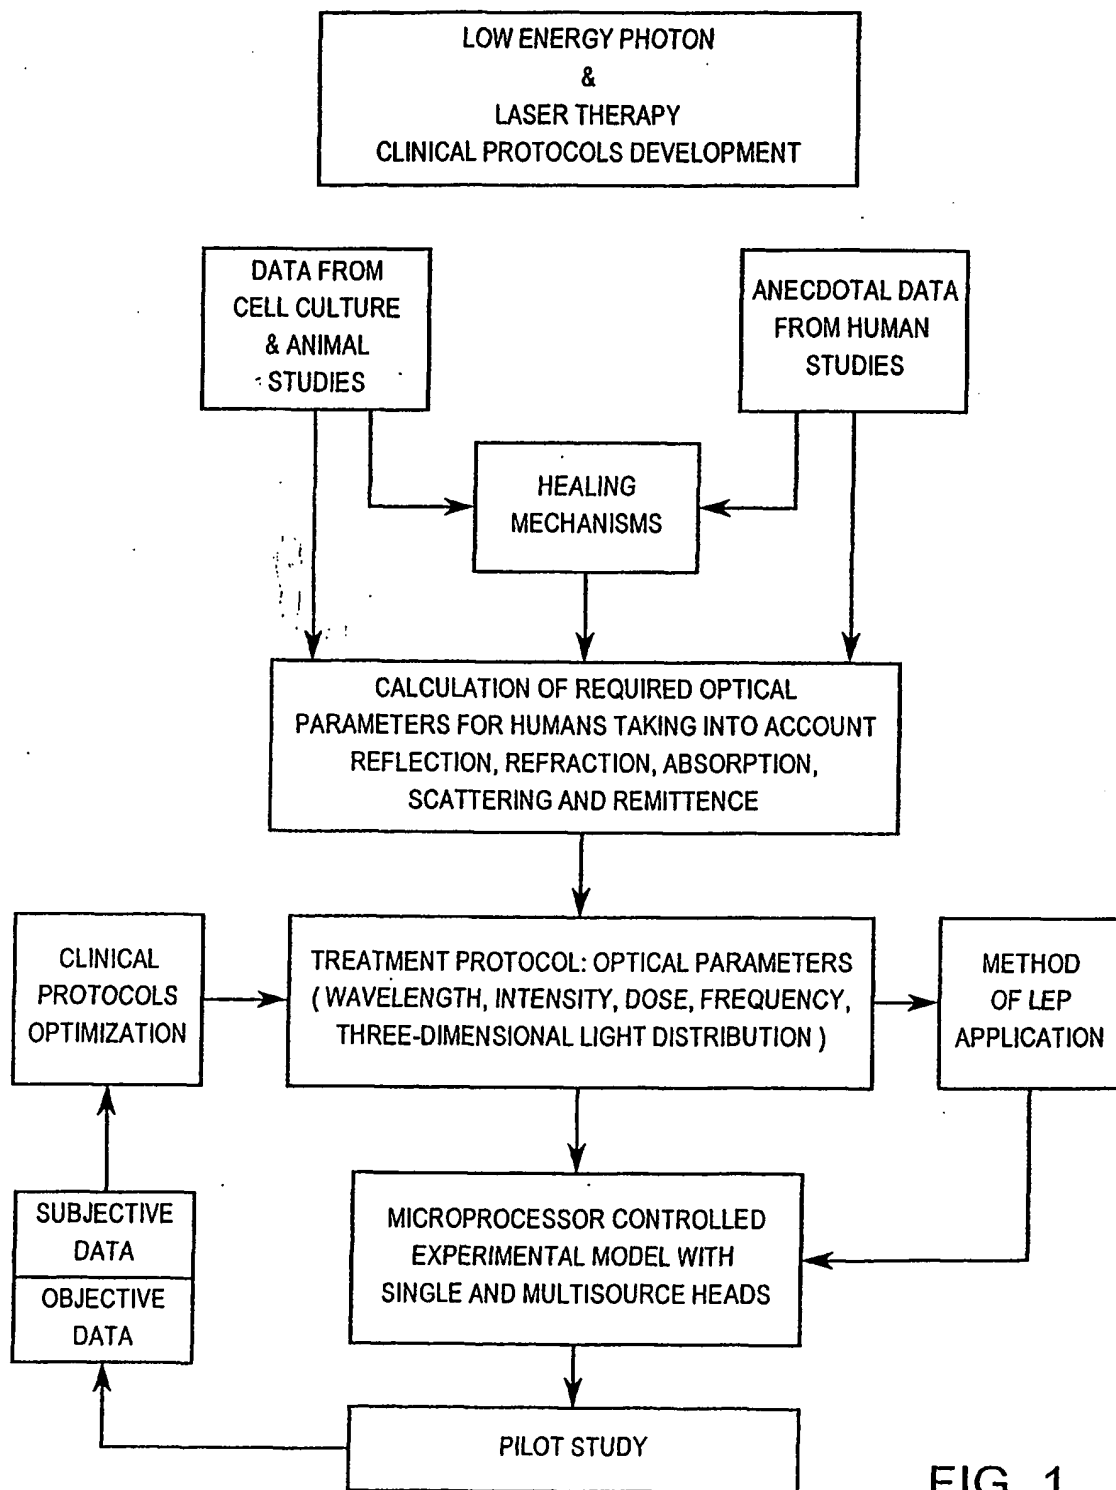 LOW ENERGY PHOTON
&
LASER THERAPY
CLINICAL PROTOCOLS DEVELOPMENT
DATA FROM
CELL CULTURE
& ANIMAL
STUDIES
ANECDOTAL DATA
FROM HUMAN
STUDIES
HEALING
MECHANISMS
CALCULATION OF REQUIRED OPTICAL
PARAMETERS FOR HUMANS TAKING INTO ACCOUNT
REFLECTION, REFRACTION, ABSORPTION,
SCATTERING AND REMITTENCE
CLINICAL
PROTOCOLS
OPTIMIZATION
TREATMENT PROTOCOL: OPTICAL PARAMETERS
( WAVELENGTH, INTENSITY, DOSE, FREQUENCY,
THREE-DIMENSIONAL LIGHT DISTRIBUTION )
METHOD
OF LEP
APPLICATION
SUBJECTIVE
DATA
OBJECTIVE
DATA
MICROPROCESSOR CONTROLLED
EXPERIMENTAL MODEL WITH
SINGLE AND MULTISOURCE HEADS
PILOT STUDY
FIG. 1